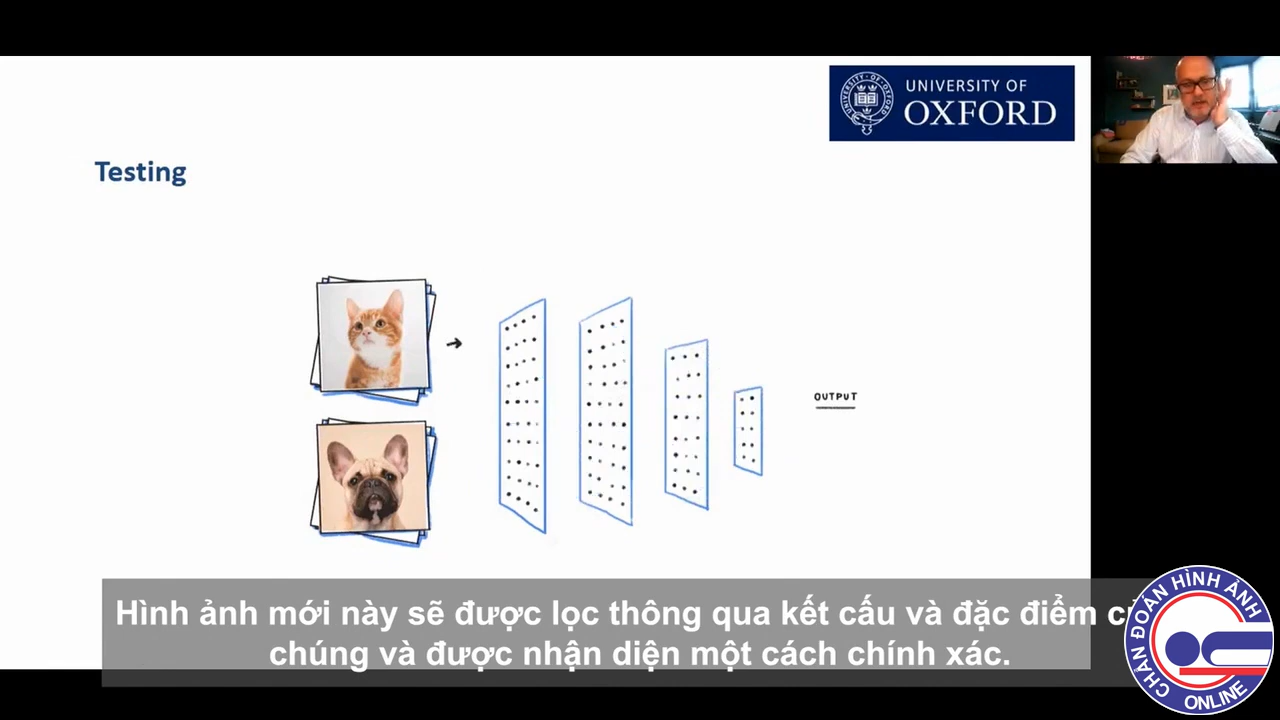 UNIVERSITY OF
OXFORD
Testing
OUTPUT
Hình ảnh mới này sẽ được lọc thông qua kết cấu và đặc điểm
chúng và được nhận diện một cách chính xác.
CHẨN ĐOÁN HÌNH ẢNH
ONLINE